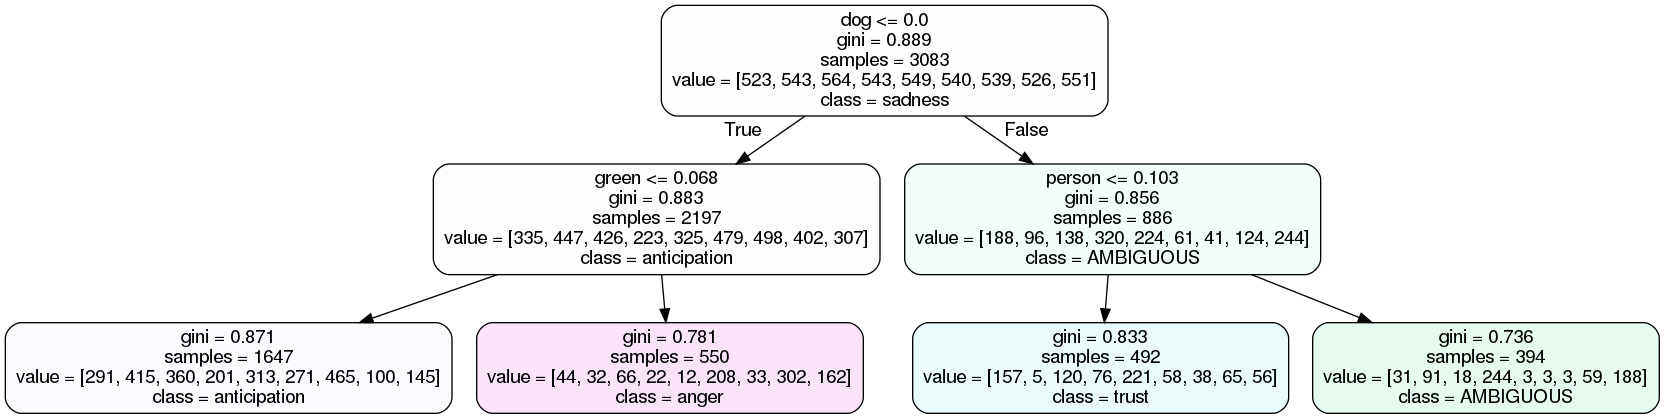 dog <= 0.0
gini = 0.889
samples = 3083
value = [523, 543, 564, 543, 549, 540, 539, 526, 551]
class = sadness
True
False
green <= 0.068
gini = 0.883
samples = 2197
value = [335, 447, 426, 223, 325, 479, 498, 402, 307]
class = anticipation
person <= 0.103
gini = 0.856
samples = 886
value = [188, 96, 138, 320, 224, 61, 41, 124, 244]
class = AMBIGUOUS
gini = 0.871
samples = 1647
value = [291, 415, 360, 201, 313, 271, 465, 100, 145]
class = anticipation
gini = 0.781
samples = 550
value = [44, 32, 66, 22, 12, 208, 33, 302, 162]
class = anger
gini = 0.833
samples = 492
value = [157, 5, 120, 76, 221, 58, 38, 65, 56]
class = trust
gini = 0.736
samples = 394
value = [31, 91, 18, 244, 3, 3, 3, 59, 188]
class = AMBIGUOUS